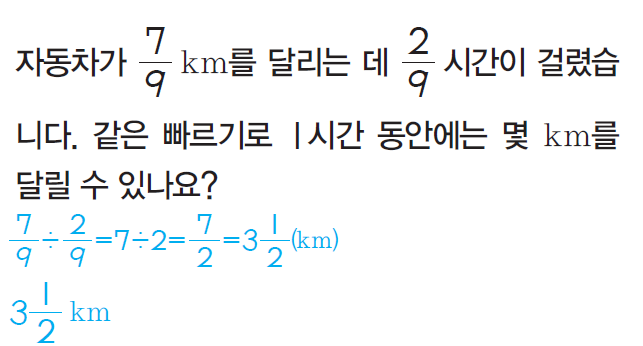 자동차가 7/9 km를 달리는 데 2/9 시간이 걸렸습
니다. 같은 빠르기로 1시간 동안에는 몇 km를
달릴 수 있나요?
7/9÷2/9=7÷2=7/2=3 1/2(km)
3 1/2 km